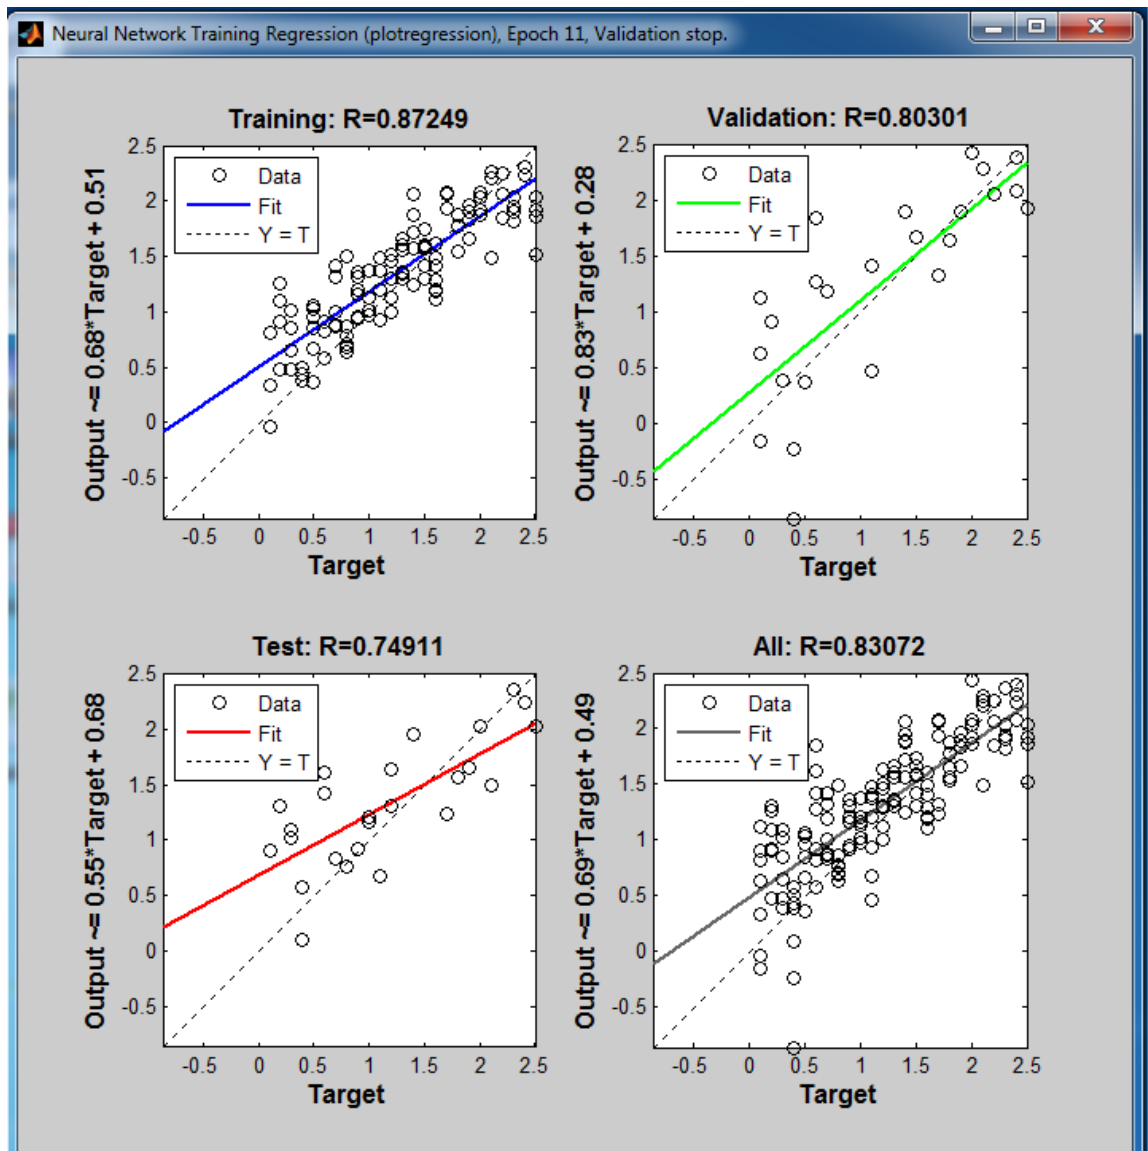 Neural Network Training Regression (plotregression), Epoch 11, Validation stop.
Training: R=0.87249
Output ~= 0.68*Target + 0.51
2.5
2
1.5
1
0.5
0
-0.5
Data
Fit
Y = T
-0.5 0 0.5 1 1.5 2 2.5
Target
Validation: R=0.80301
Output ~= 0.83*Target + 0.28
2.5
2
1.5
1
0.5
0
-0.5
Data
Fit
Y = T
-0.5 0 0.5 1 1.5 2 2.5
Target
Test: R=0.74911
Output ~= 0.55*Target + 0.68
2.5
2
1.5
1
0.5
0
-0.5
Data
Fit
Y = T
-0.5 0 0.5 1 1.5 2 2.5
Target
All: R=0.83072
Output ~= 0.69*Target + 0.49
2.5
2
1.5
1
0.5
0
-0.5
Data
Fit
Y = T
-0.5 0 0.5 1 1.5 2 2.5
Target